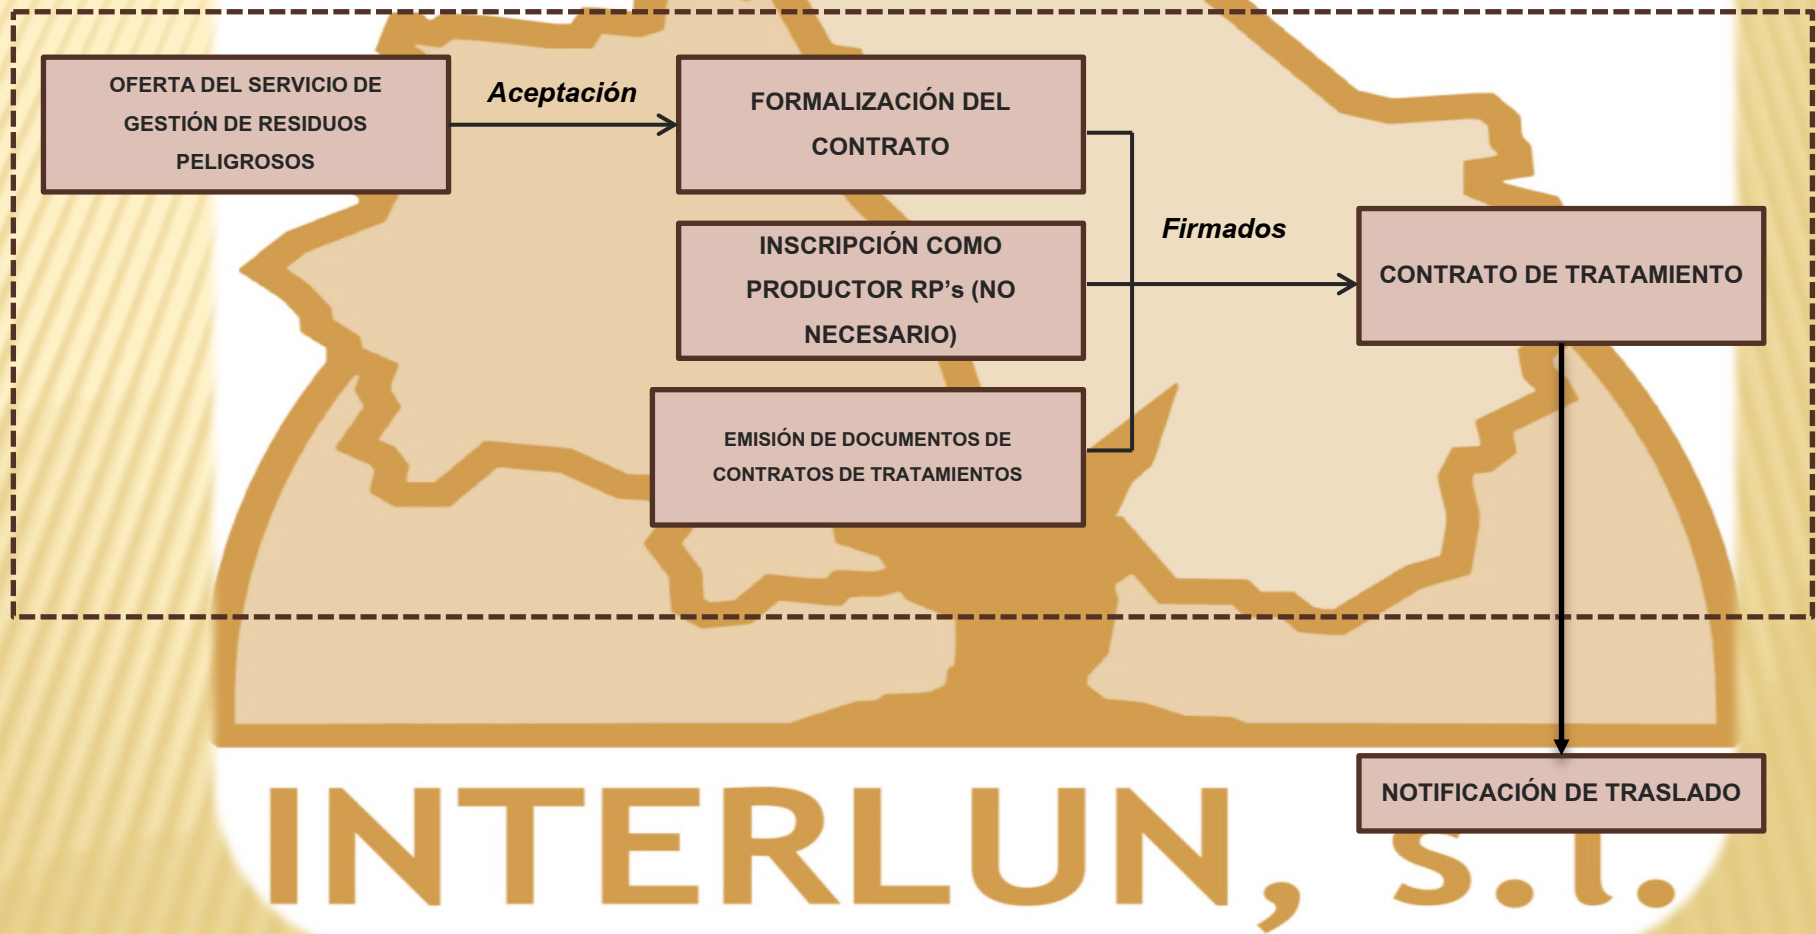 OFERTA DEL SERVICIO DE
GESTIÓN DE RESIDUOS
PELIGROSOS
Aceptación
FORMALIZACIÓN DEL
CONTRATO
INSCRIPCIÓN COMO
PRODUCTOR RP’s (NO
NECESARIO)
EMISIÓN DE DOCUMENTOS DE
CONTRATOS DE TRATAMIENTOS
Firmados
CONTRATO DE TRATAMIENTO
NOTIFICACIÓN DE TRASLADO
INTERLUN, s.l.